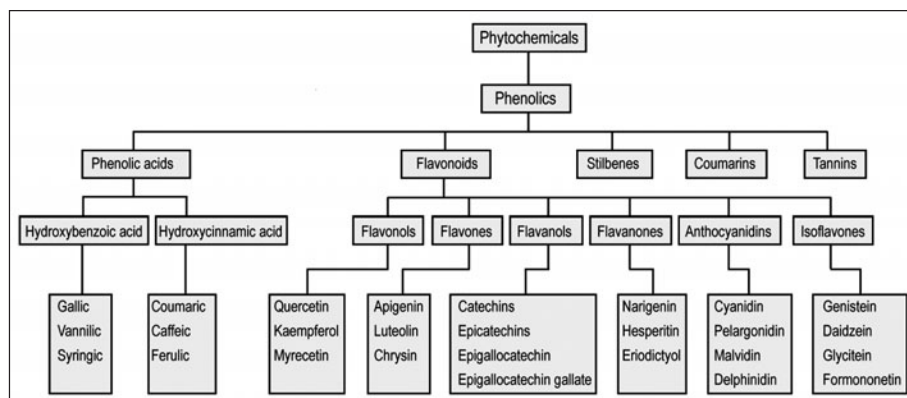 Phytochemicals
Phenolics
Phenolic acids
Flavonoids
Stilbenes
Coumarins
Tannins
Hydroxybenzoic acid
Hydroxycinnamic acid
Flavonols
Flavones
Flavanols
Flavanones
Anthocyanidins
Isoflavones
Gallic
Vannilic
Syringic
Coumaric
Caffeic
Ferulic
Quercetin
Kaempferol
Myrecetin
Apigenin
Luteolin
Chrysin
Catechins
Epicatechins
Epigallocatechin
Epigallocatechin gallate
Narigenin
Hesperitin
Eriodictyol
Cyanidin
Pelargonidin
Malvidin
Delphinidin
Genistein
Daidzein
Glycitein
Formononetin